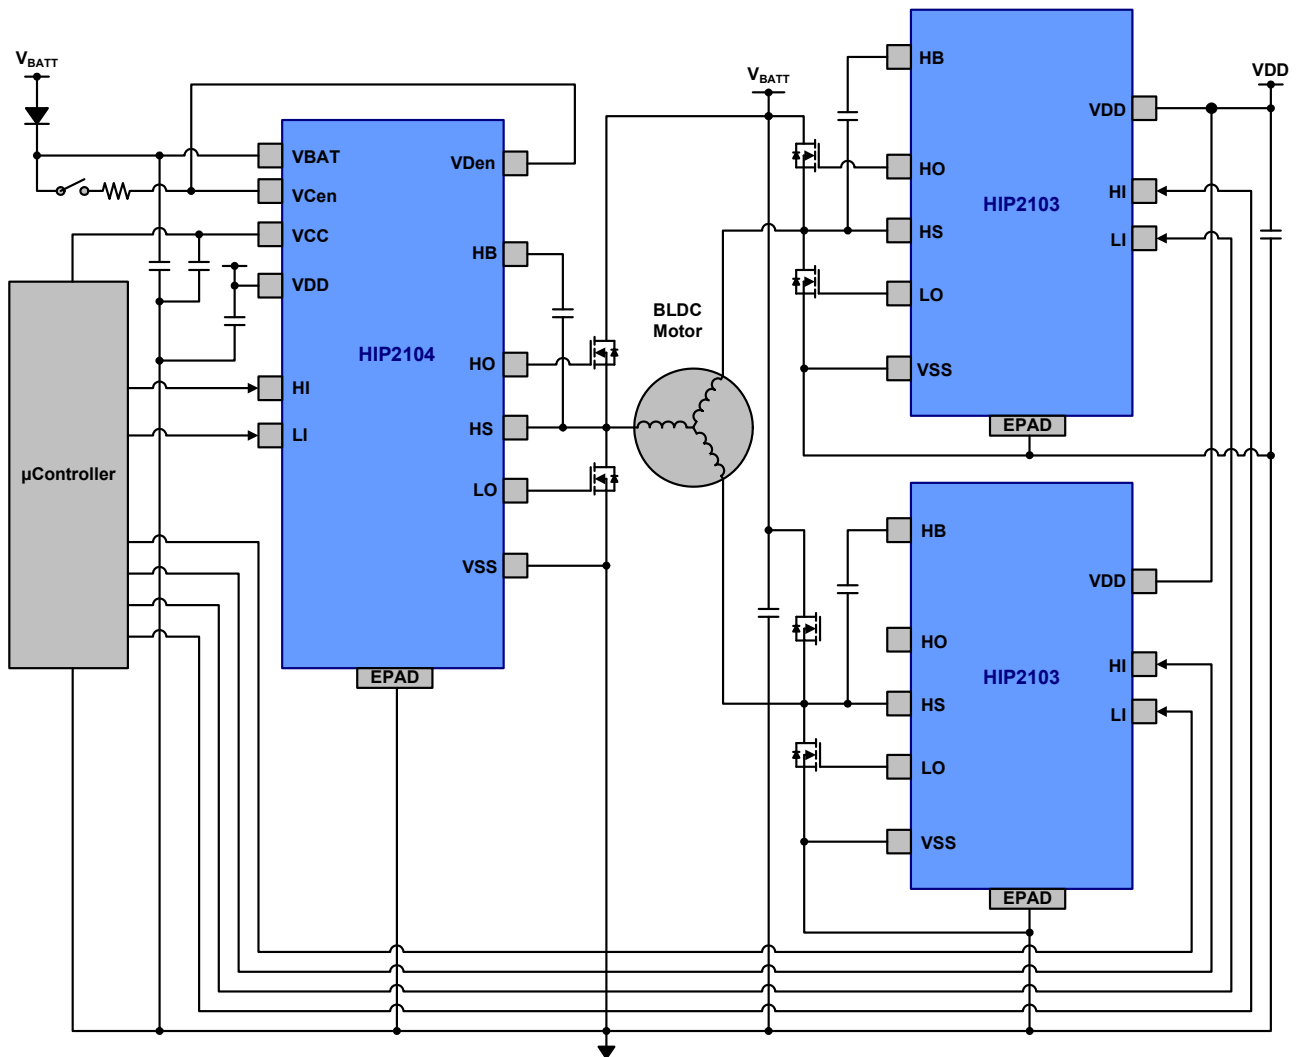 V_BATT
VBAT
VCen
VCC
VDD
HI
LI
HIP2104
VDen
HB
HO
HS
LO
VSS
EPAD
µController
BLDC
Motor
V_BATT
HB
HO
HS
LO
VSS
HIP2103
VDD
HI
LI
EPAD
VDD
HB
HO
HS
LO
VSS
HIP2103
VDD
HI
LI
EPAD